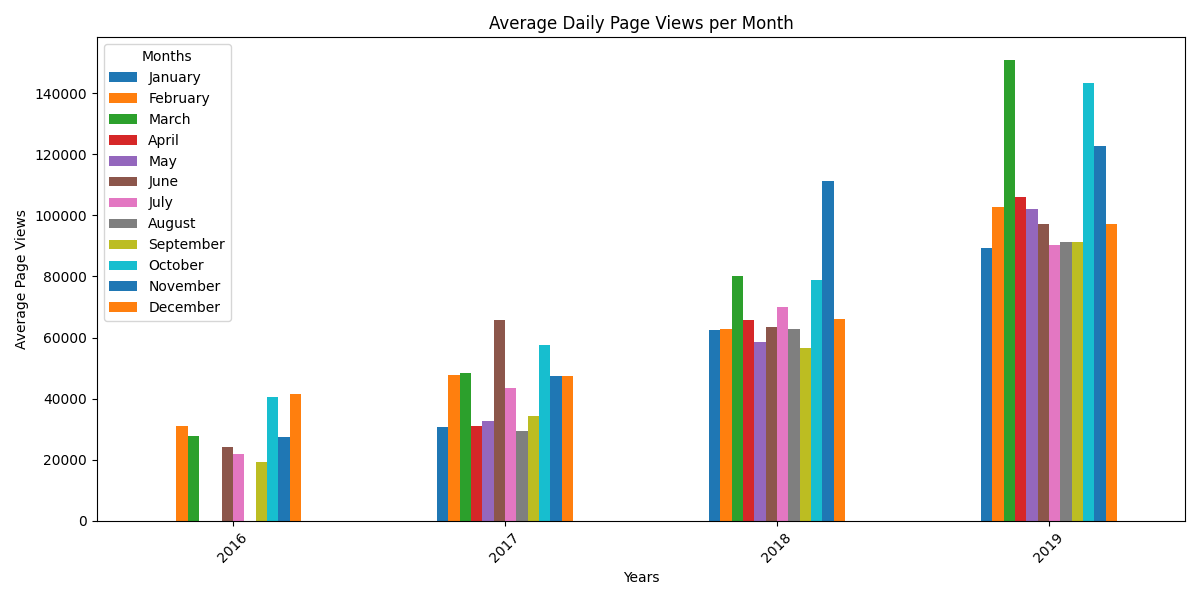 Average Daily Page Views per Month
Months
January
February
March
April
May
June
July
August
September
October
November
December
Average Page Views
140000
120000
100000
80000
60000
40000
20000
0
2016
2017
2018
2019
Years